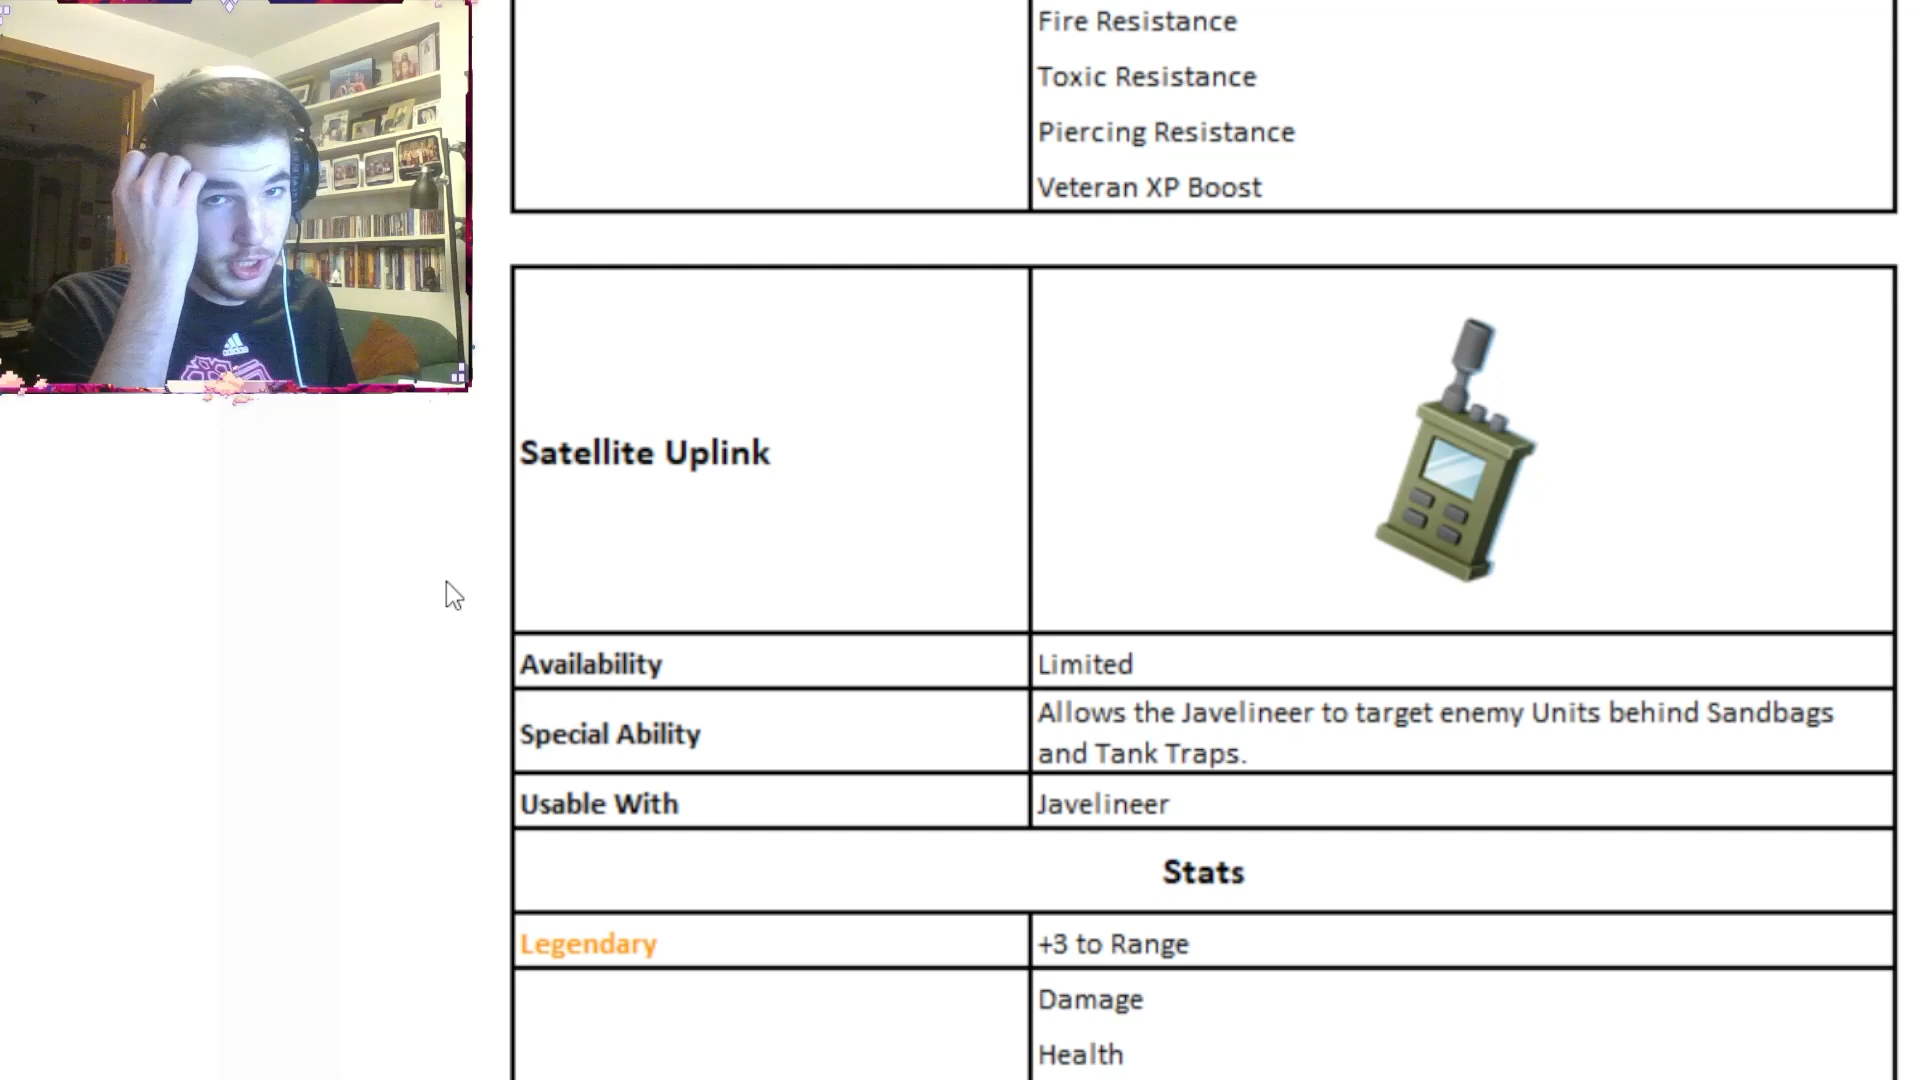 Fire Resistance
Toxic Resistance
Piercing Resistance
Veteran XP Boost
adidas
Satellite Uplink
Availability
Limited
Special Ability
Allows the Javelineer to target enemy Units behind Sandbags
and Tank Traps.
Usable With
Javelineer
Stats
Legendary
+3 to Range
Damage
Health